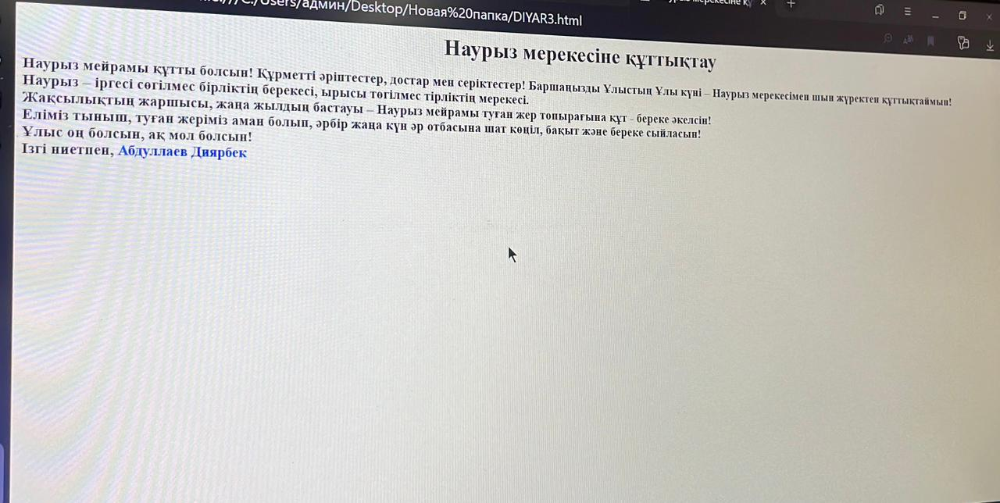 /Users/админ/Desktop/Новая%20папка/DIYAR3.html
Наурыз мерекесіне құттықтау
Наурыз мейрамы құтты болсын! Құрметті әріптестер, достар мен серіктестер! Баршаңызды Ұлыстың Ұлы күні – Наурыз мерекесімен шын жүректен құттықтаймын!
Наурыз – іргесі сөгілмес бірліктің берекесі, ырысы төгілмес тірліктің мерекесі.
Жақсылықтың жаршысы, жаңа жылдың бастауы – Наурыз мейрамы туған жер топырағына құт - береке әкелсін!
Еліміз тыныш, туған жеріміз аман болып, әрбір жаңа күн әр отбасына шат көңіл, бақыт және береке сыйласын!
Ұлыс оң болсын, ақ мол болсын!
Ізгі ниетпен, Абдуллаев Диярбек